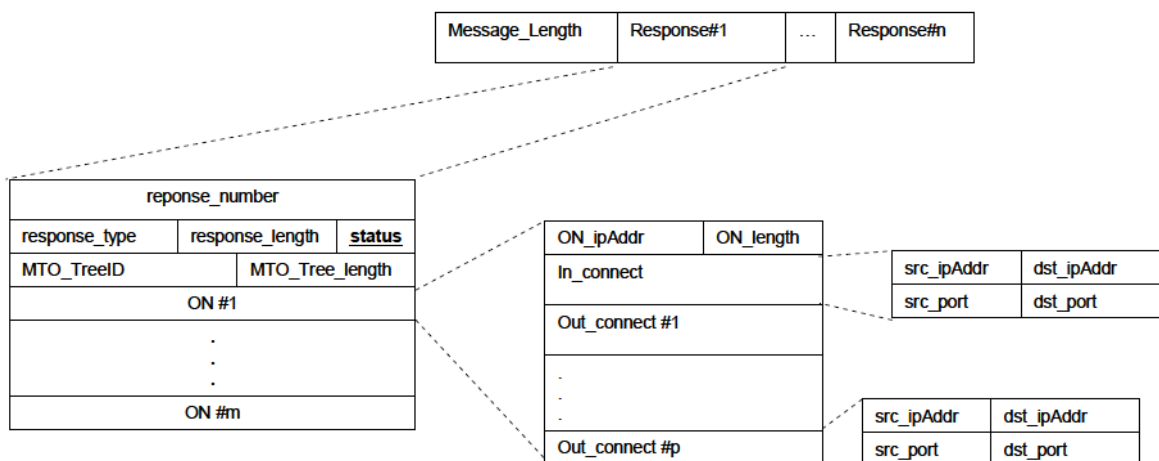 Message_Length Response#1 ... Response#n
reponse_number
response_type response_length status
MTO_TreeID MTO_Tree_length
ON #1
.
.
.
ON #m
ON_ipAddr ON_length
In_connect
Out_connect #1
.
.
.
Out_connect #p
src_ipAddr dst_ipAddr
src_port dst_port
src_ipAddr dst_ipAddr
src_port dst_port